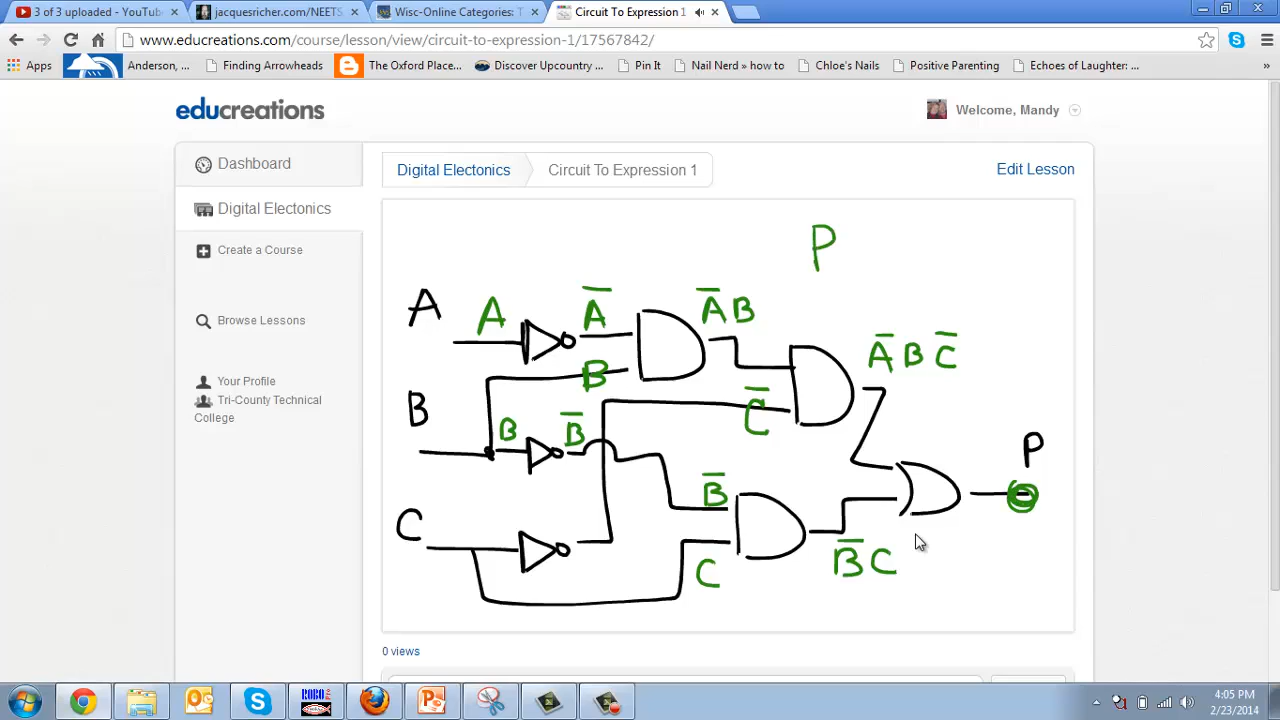 3 of 3 uploaded - YouTube
jacquesricher.com/NEETS
Wisc-Online Categories: T
Circuit To Expression 1
www.educreations.com/course/lesson/view/circuit-to-expression-1/17567842/
Apps
Anderson, ...
Finding Arrowheads
The Oxford Place...
Discover Upcountry ...
Pin It
Nail Nerd » how to
Chloe's Nails
Positive Parenting
Echoes of Laughter: ...
»
educreations
Welcome, Mandy
Dashboard
Digital Electonics
Circuit To Expression 1
Edit Lesson
Digital Electonics
Create a Course
Browse Lessons
Your Profile
Tri-County Technical
College
P
A
A
A̅
A̅B
B
A̅BC̅
B
C̅
B
B̅
P
B̅
C
C
B̅C
0 views
4:05 PM
2/23/2014